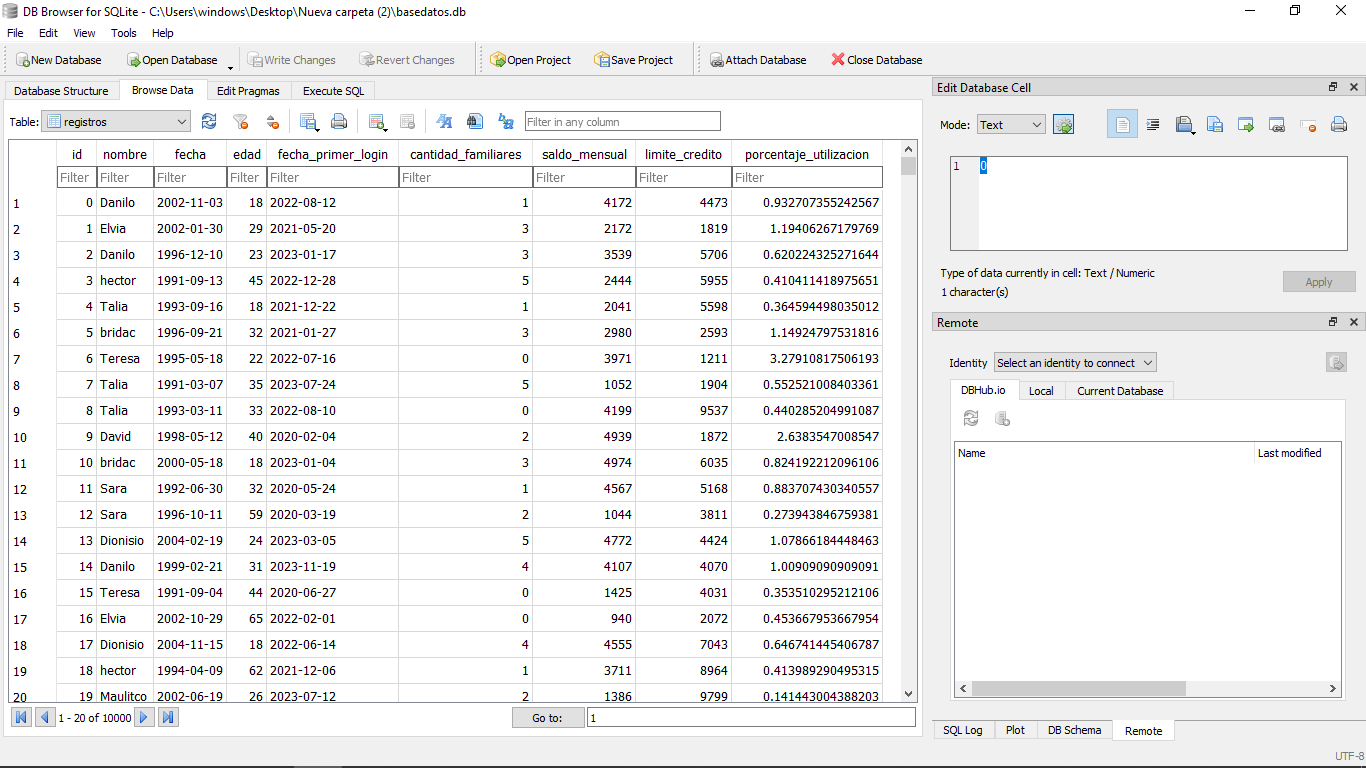 DB Browser for SQLite - C:\Users\windows\Desktop\Nueva carpeta (2)\basedatos.db
File Edit View Tools Help
New Database Open Database Write Changes Revert Changes Open Project Save Project Attach Database Close Database
Database Structure Browse Data Edit Pragmas Execute SQL
Table: registros Filter in any column
id nombre fecha edad fecha_primer_login cantidad_familiares saldo_mensual limite_credito porcentaje_utilizacion
Filter Filter Filter Filter Filter Filter Filter Filter Filter
1 0 Danilo 2002-11-03 18 2022-08-12 1 4172 4473 0.932707355242567
2 1 Elvia 2002-01-30 29 2021-05-20 3 2172 1819 1.19406267179769
3 2 Danilo 1996-12-10 23 2023-01-17 3 3539 5706 0.620224325271644
4 3 hector 1991-09-13 45 2022-12-28 5 2444 5955 0.410411418975651
5 4 Talia 1993-09-16 18 2021-12-22 1 2041 5598 0.364594498035012
6 5 bridac 1996-09-21 32 2021-01-27 3 2980 2593 1.14924797531816
7 6 Teresa 1995-05-18 22 2022-07-16 0 3971 1211 3.27910817506193
8 7 Talia 1991-03-07 35 2023-07-24 5 1052 1904 0.552521008403361
9 8 Talia 1993-03-11 33 2022-08-10 0 4199 9537 0.440285204991087
10 9 David 1998-05-12 40 2020-02-04 2 4939 1872 2.6383547008547
11 10 bridac 2000-05-18 18 2023-01-04 3 4974 6035 0.824192212096106
12 11 Sara 1992-06-30 32 2020-05-24 1 4567 5168 0.883707430340557
13 12 Sara 1996-10-11 59 2020-03-19 2 1044 3811 0.273943846759381
14 13 Dionisio 2004-02-19 24 2023-03-05 5 4772 4424 1.07866184448463
15 14 Danilo 1999-02-21 31 2023-11-19 4 4107 4070 1.00909090909091
16 15 Teresa 1991-09-04 44 2020-06-27 0 1425 4031 0.353510295212106
17 16 Elvia 2002-10-29 65 2022-02-01 0 940 2072 0.453667953667954
18 17 Dionisio 2004-11-15 18 2022-06-14 4 4555 7043 0.646741445406787
19 18 hector 1994-04-09 62 2021-12-06 1 3711 8964 0.413989290495315
20 19 Maulitco 2002-06-19 26 2023-07-12 2 1386 9799 0.141443004388203
1 - 20 of 10000 Go to: 1
Edit Database Cell
Mode: Text
1 0
Type of data currently in cell: Text / Numeric
1 character(s)
Apply
Remote
Identity Select an identity to connect
DBHub.io Local Current Database
Name Last modified
SQL Log Plot DB Schema Remote
UTF-8